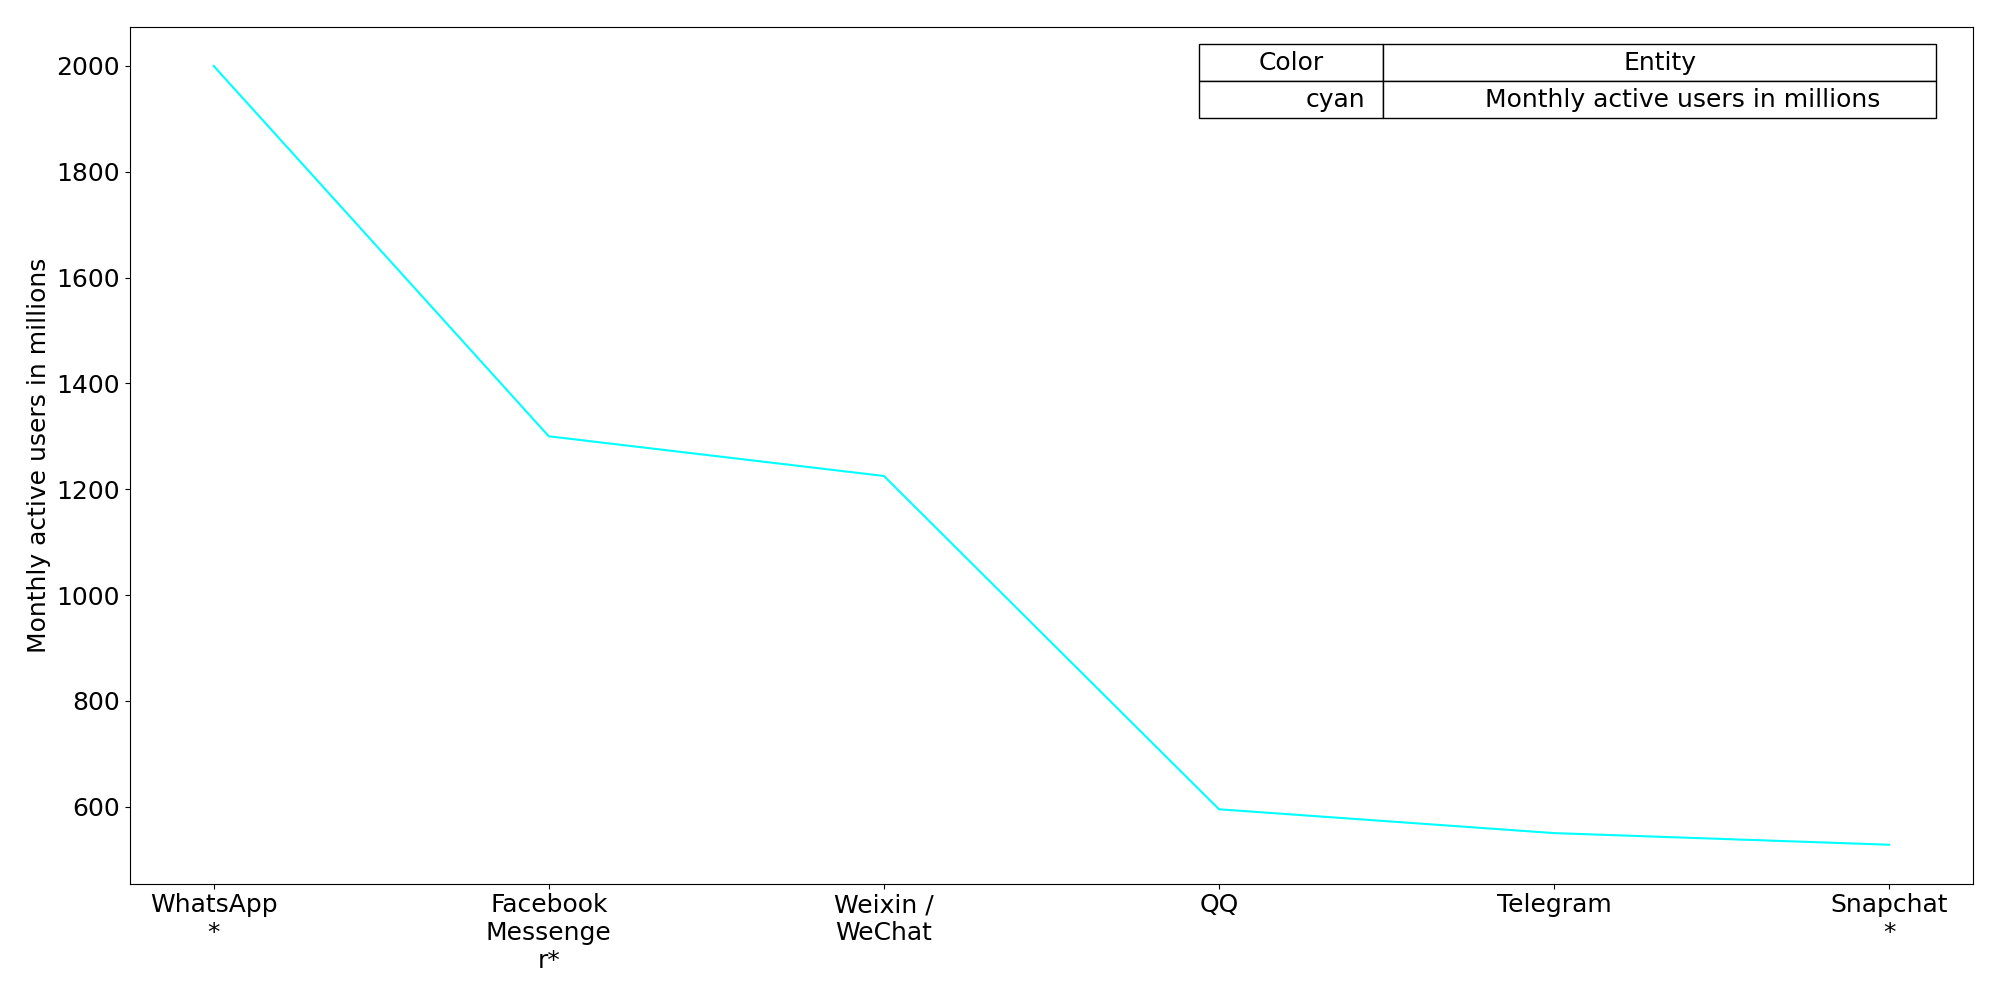 Color Entity
cyan Monthly active users in millions
Monthly active users in millions
2000
1800
1600
1400
1200
1000
800
600
WhatsApp
*
Facebook
Messenge
r*
Weixin /
WeChat
QQ
Telegram
Snapchat
*